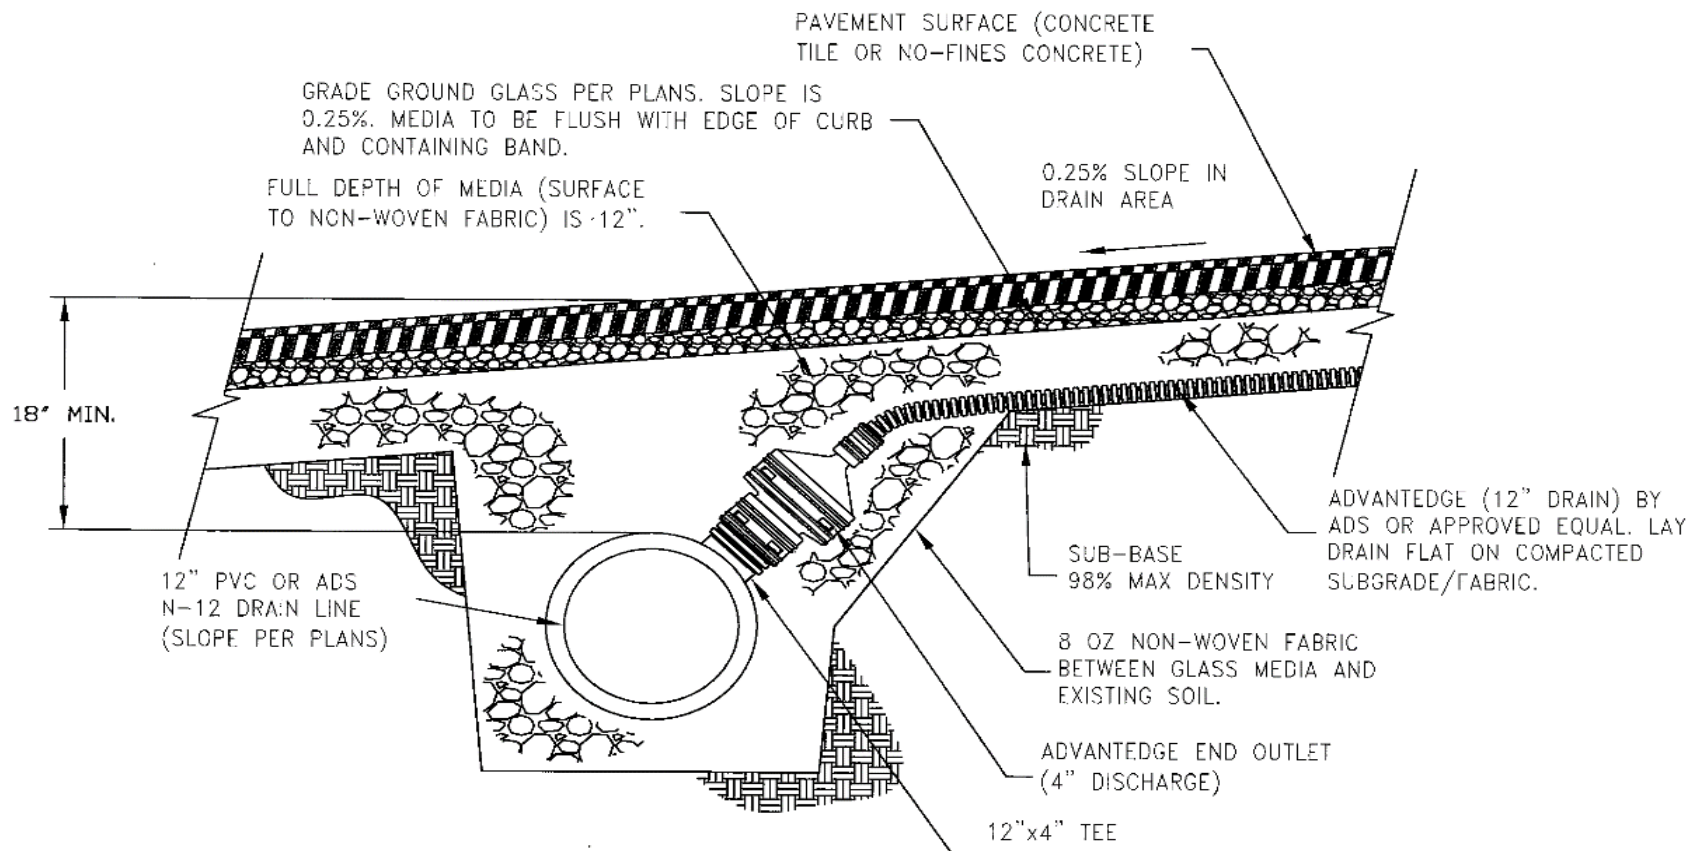 PAVEMENT SURFACE (CONCRETE
TILE OR NO-FINES CONCRETE)
GRADE GROUND GLASS PER PLANS. SLOPE IS
0.25%. MEDIA TO BE FLUSH WITH EDGE OF CURB
AND CONTAINING BAND.
0.25% SLOPE IN
DRAIN AREA
FULL DEPTH OF MEDIA (SURFACE
TO NON-WOVEN FABRIC) IS 12".
18" MIN.
ADVANTEDGE (12" DRAIN) BY
ADS OR APPROVED EQUAL. LAY
DRAIN FLAT ON COMPACTED
SUBGRADE/FABRIC.
SUB-BASE
98% MAX DENSITY
12" PVC OR ADS
N-12 DRAIN LINE
(SLOPE PER PLANS)
8 OZ NON-WOVEN FABRIC
BETWEEN GLASS MEDIA AND
EXISTING SOIL.
ADVANTEDGE END OUTLET
(4" DISCHARGE)
12"x4" TEE